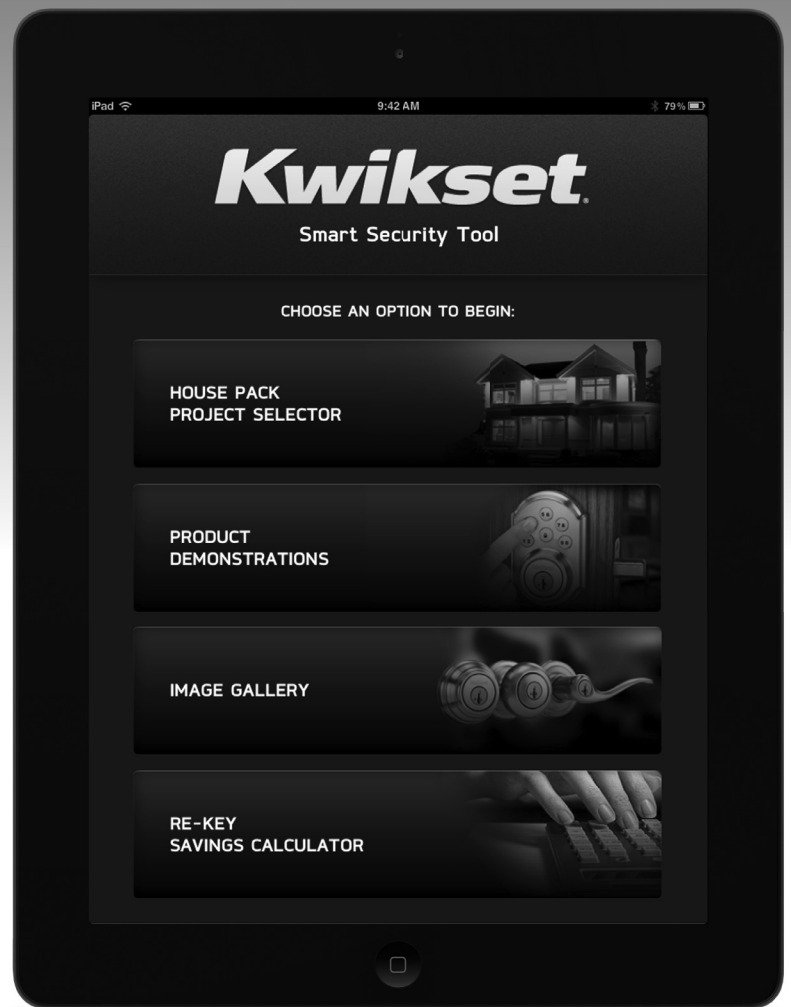 iPad
9:42 AM
79%
Kwikset®
Smart Security Tool
CHOOSE AN OPTION TO BEGIN:
HOUSE PACK
PROJECT SELECTOR
PRODUCT
DEMONSTRATIONS
IMAGE GALLERY
RE-KEY
SAVINGS CALCULATOR